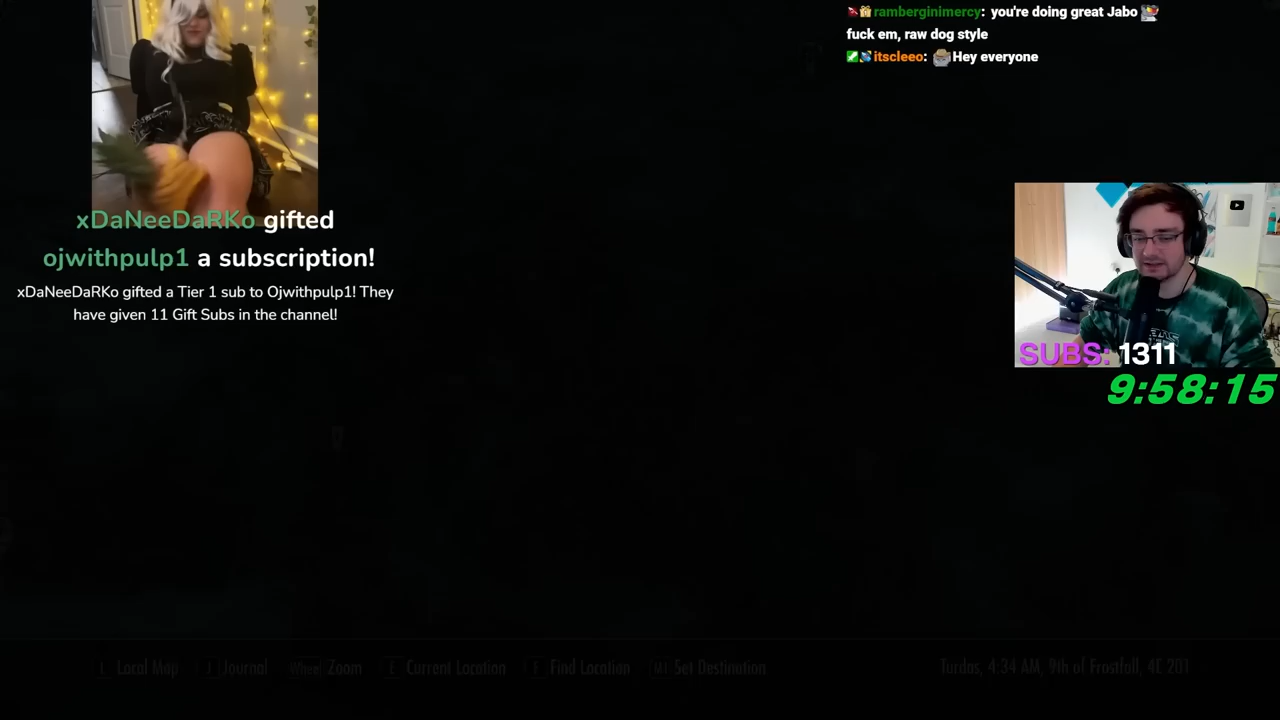 ramberginimercy: you're doing great Jabo
fuck em, raw dog style
itscleeo: Hey everyone
xDaNeeDaRKo gifted
ojwithpulp1 a subscription!
xDaNeeDaRKo gifted a Tier 1 sub to Ojwithpulp1! They
have given 11 Gift Subs in the channel!
SUBS: 1311
9:58:15
L Local Map J Journal Wheel Zoom E Current Location F Find Location M1 Set Destination
Turdas, 4:34 AM, 9th of Frostfall, 4E 201